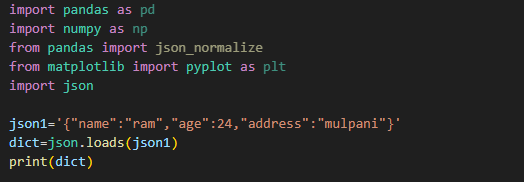 import pandas as pd
import numpy as np
from pandas import json_normalize
from matplotlib import pyplot as plt
import json
json1='{"name":"ram","age":24,"address":"mulpani"}'
dict=json.loads(json1)
print(dict)